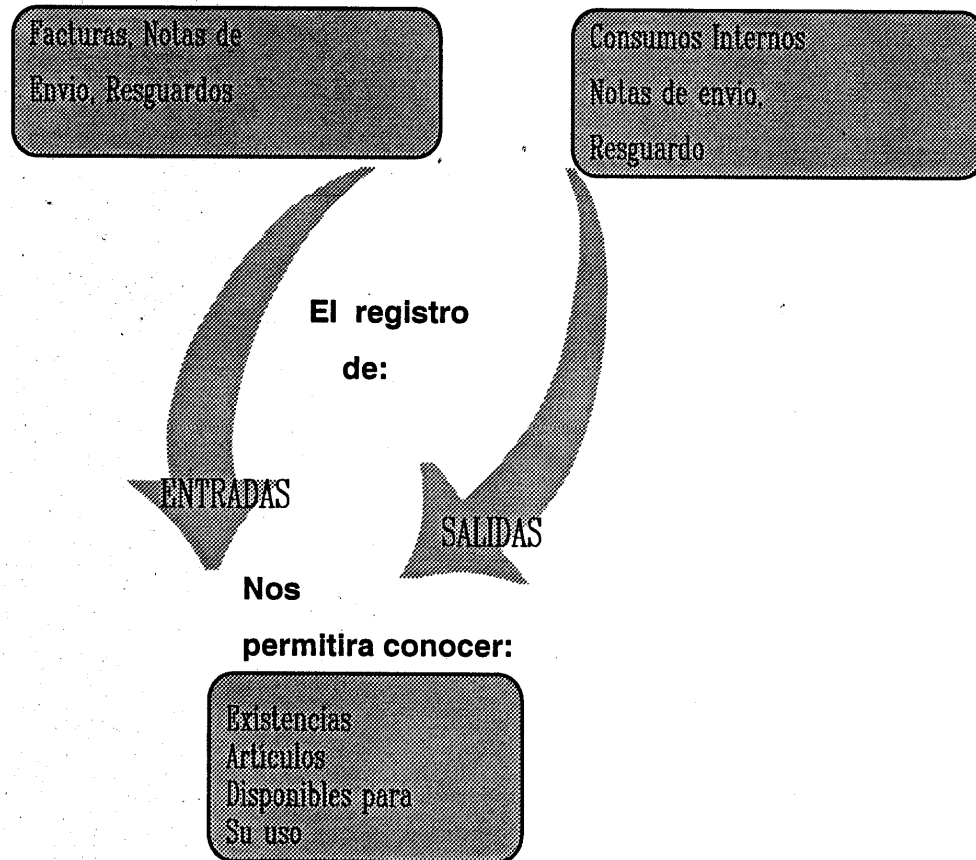 Facturas, Notas de
Envio, Resguardos
Consumos Internos
Notas de envio,
Resguardo
El registro
de:
ENTRADAS
SALIDAS
Nos
permitira conocer:
Existencias
Articulos
Disponibles para
Su uso